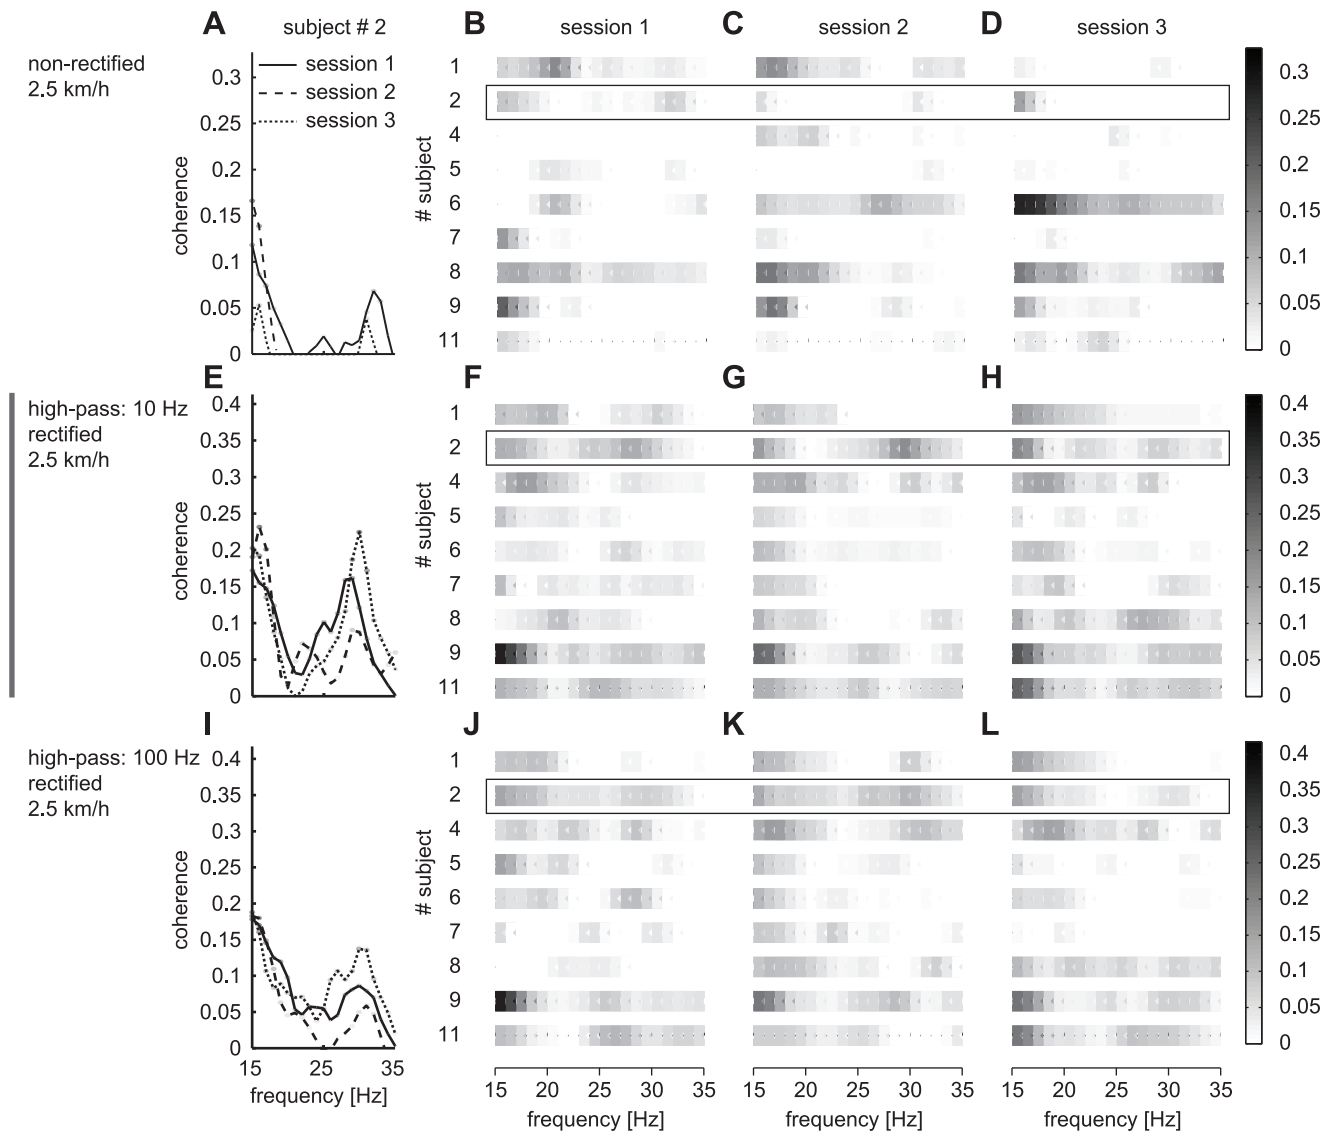 A subject # 2 B session 1 C session 2 D session 3
non-rectified
2.5 km/h
session 1
session 2
session 3
coherence
0.3
0.25
0.2
0.15
0.1
0.05
0
# subject
1
2
4
5
6
7
8
9
11
0.3
0.25
0.2
0.15
0.1
0.05
0
E F G H
high-pass: 10 Hz
rectified
2.5 km/h
coherence
0.4
0.35
0.3
0.25
0.2
0.15
0.1
0.05
0
# subject
1
2
4
5
6
7
8
9
11
0.4
0.35
0.3
0.25
0.2
0.15
0.1
0.05
0
I J K L
high-pass: 100 Hz
rectified
2.5 km/h
coherence
0.4
0.35
0.3
0.25
0.2
0.15
0.1
0.05
0
15 25 35
frequency [Hz]
# subject
1
2
4
5
6
7
8
9
11
15 20 25 30 35
frequency [Hz]
15 20 25 30 35
frequency [Hz]
15 20 25 30 35
frequency [Hz]
0.4
0.35
0.3
0.25
0.2
0.15
0.1
0.05
0